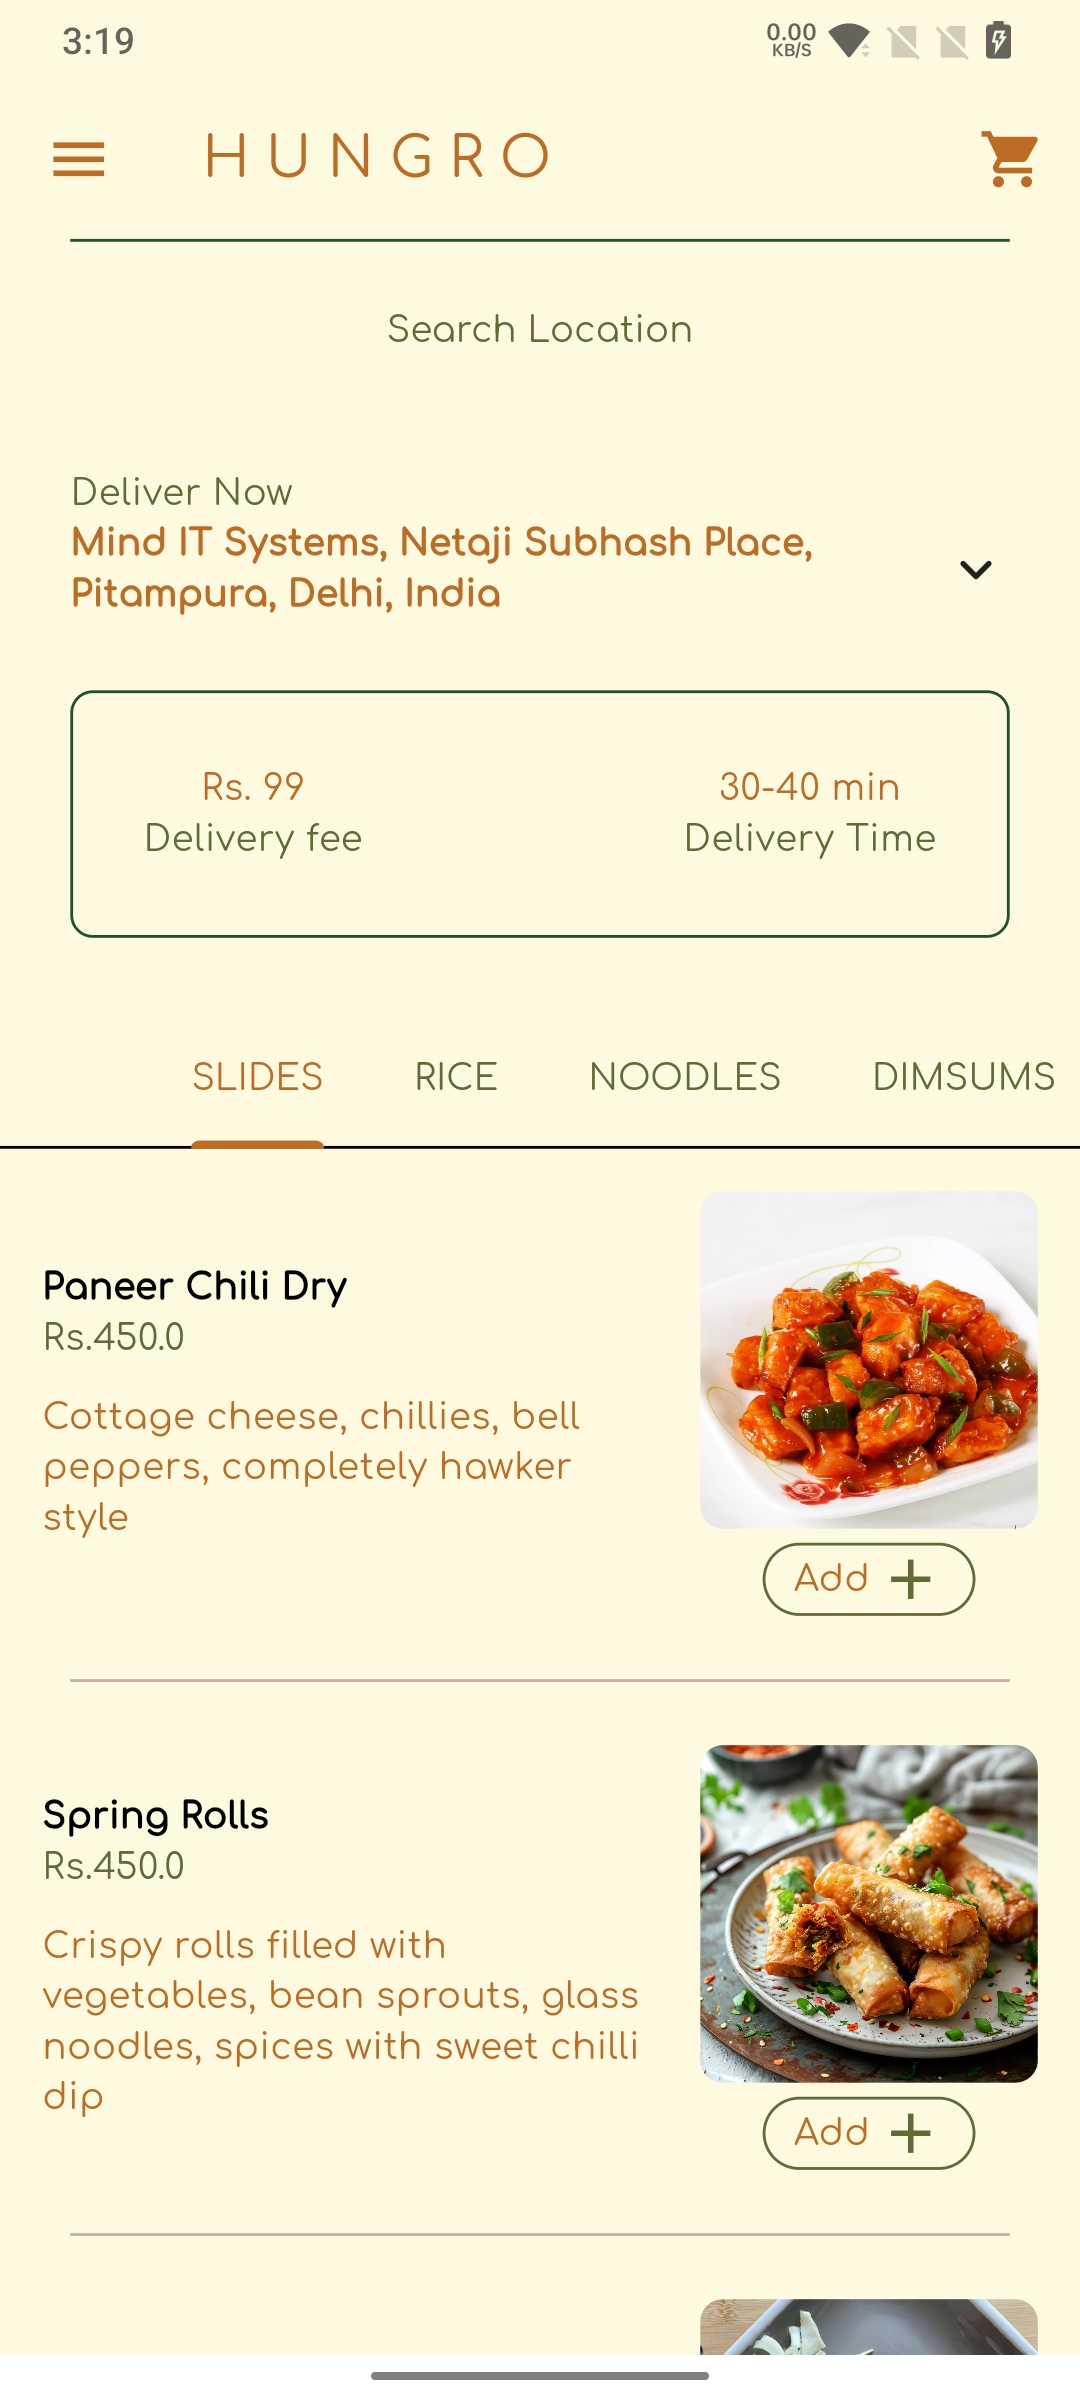 3:19
0.00
KB/S
HUNGRO
Search Location
Deliver Now
Mind IT Systems, Netaji Subhash Place,
Pitampura, Delhi, India
Rs. 99
Delivery fee
30-40 min
Delivery Time
SLIDES RICE NOODLES DIMSUMS
Paneer Chili Dry
Rs.450.0
Cottage cheese, chillies, bell
peppers, completely hawker
style
Add
Spring Rolls
Rs.450.0
Crispy rolls filled with
vegetables, bean sprouts, glass
noodles, spices with sweet chilli
dip
Add